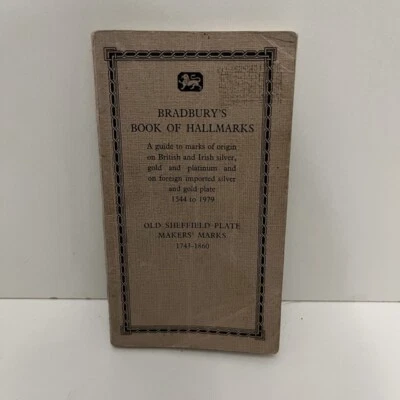 BRADBURY'S
BOOK OF HALLMARKS
A guide to marks of origin
on British and Irish silver,
gold and platinum and
on foreign imported silver
and gold plate
1544 to 1979
OLD SHEFFIELD PLATE
MAKERS' MARKS
1743-1860